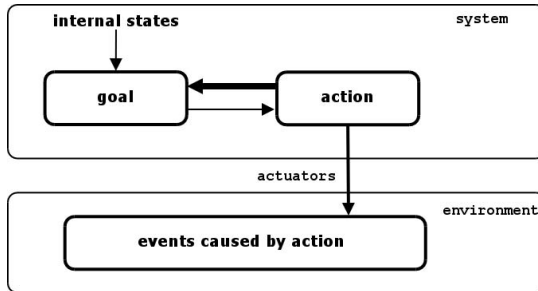 system
internal states
goal
action
actuators
environment
events caused by action